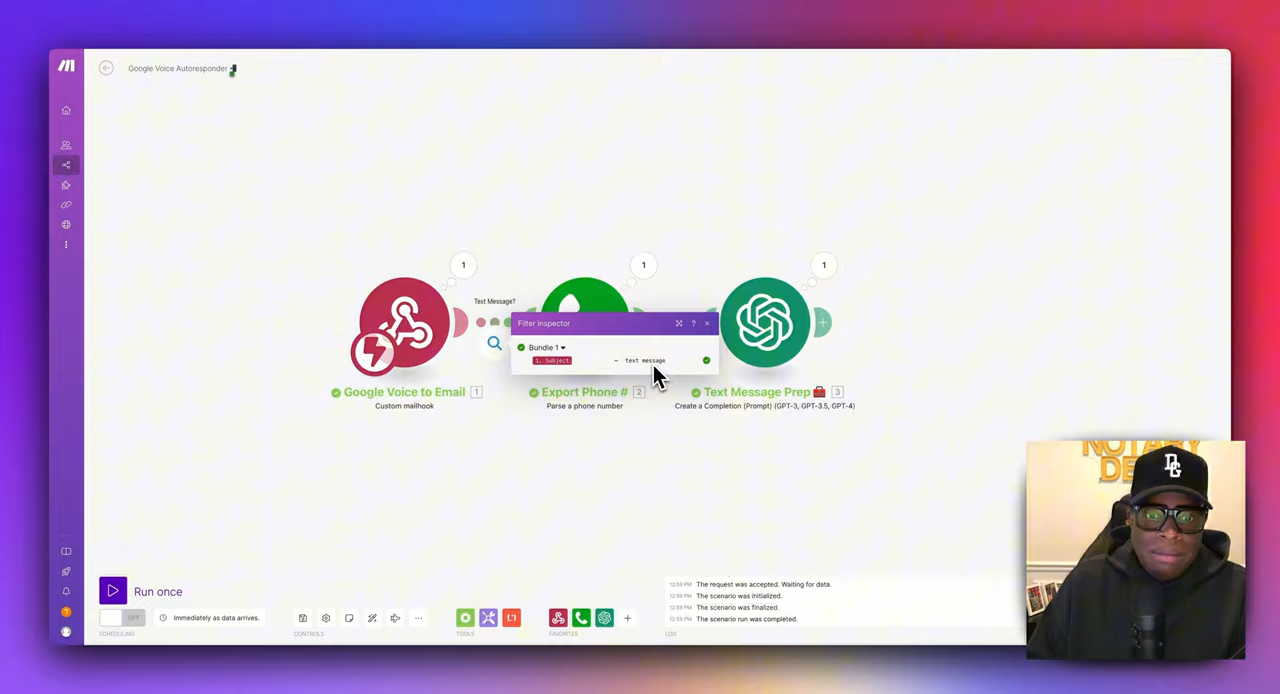 Google Voice Autoresponder
1
1
1
Text Message?
Filter inspector
?
Bundle 1
1. Subject
text message
Google Voice to Email 1
Custom mailhook
Export Phone # 2
Parse a phone number
Text Message Prep 3
Create a Completion (Prompt) (GPT-3, GPT-3.5, GPT-4)
NOTARY
DE
Run once
OFF
Immediately as data arrives.
SCHEDULING
CONTROLS
TOOLS
FAVORITES
LOG
12:59 PM The request was accepted. Waiting for data.
12:59 PM The scenario was initialized.
12:59 PM The scenario was finalized.
12:59 PM The scenario run was completed.